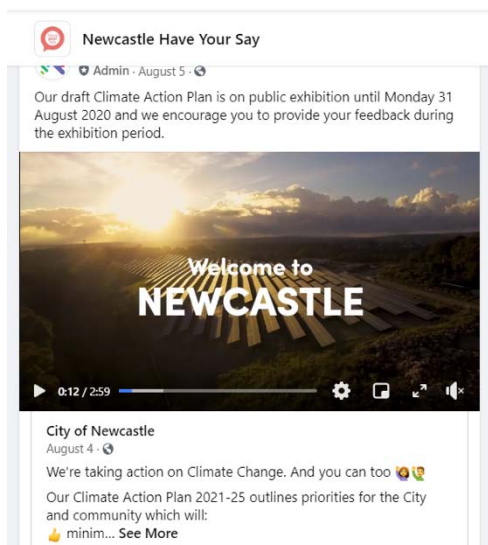 Newcastle Have Your Say
Admin · August 5 ·
Our draft Climate Action Plan is on public exhibition until Monday 31
August 2020 and we encourage you to provide your feedback during
the exhibition period.
Welcome to
NEWCASTLE
0:12 / 2:59
City of Newcastle
August 4 ·
We're taking action on Climate Change. And you can too 🙋🙋‍♂️
Our Climate Action Plan 2021-25 outlines priorities for the City
and community which will:
👍 minim... See More